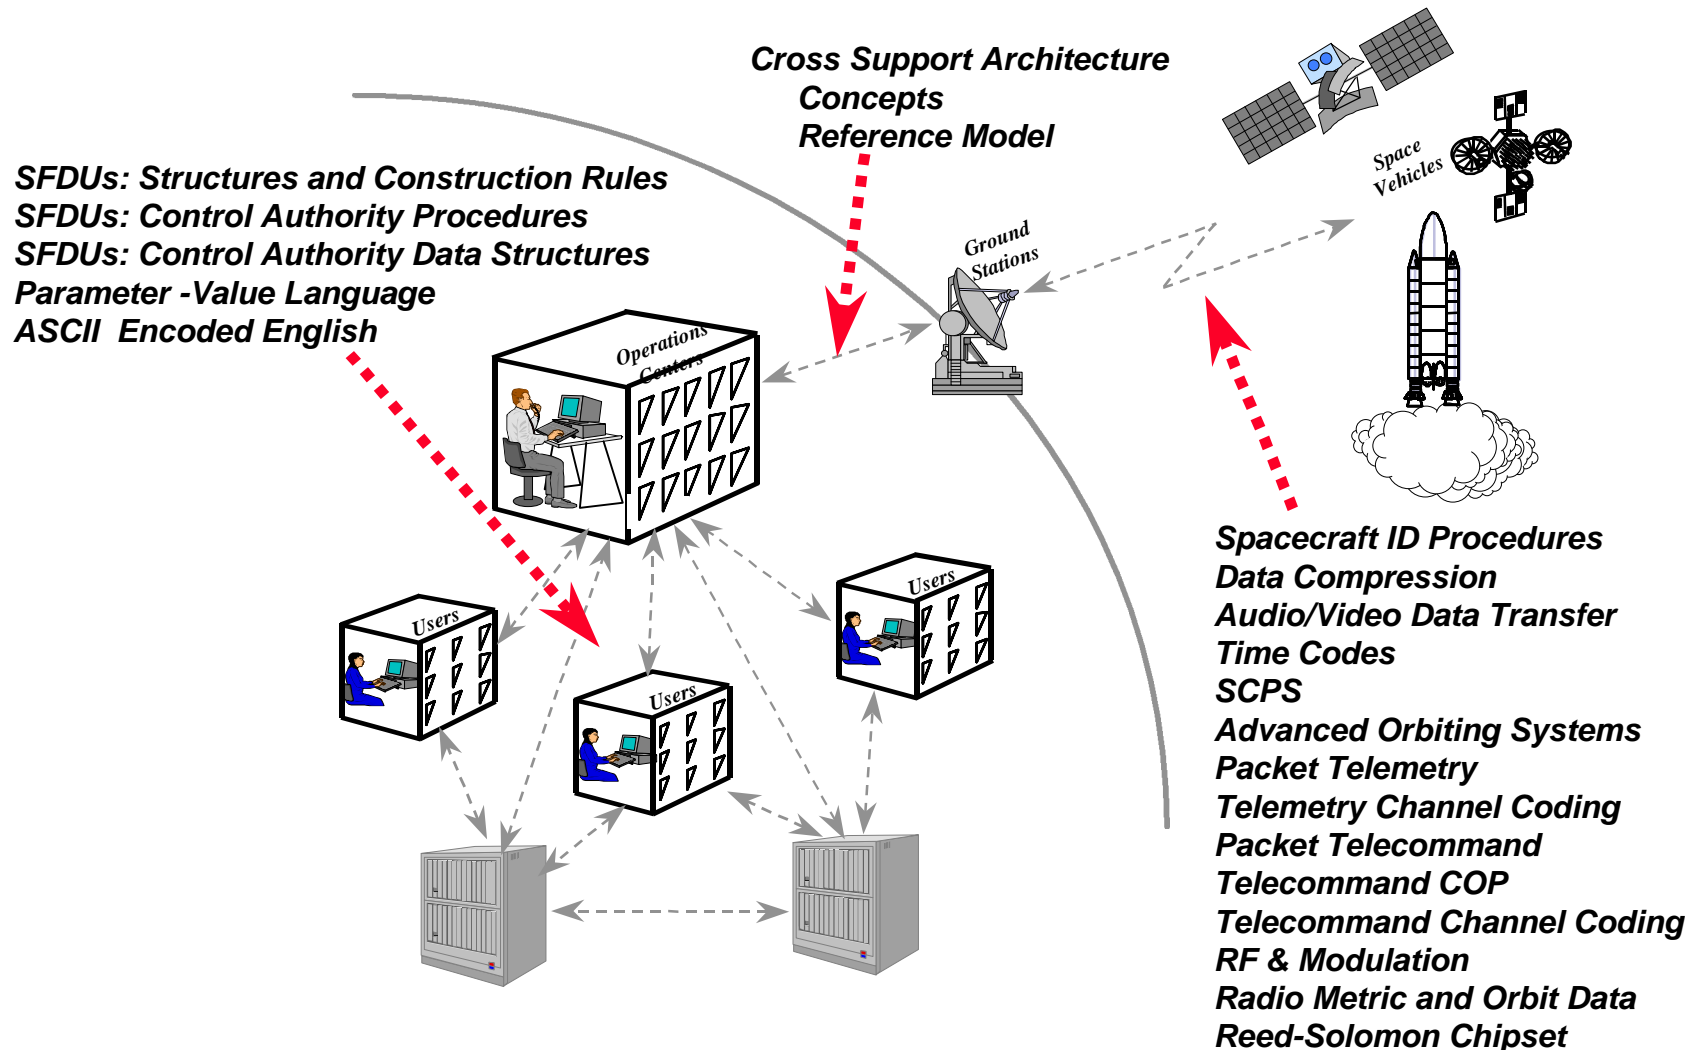 Cross Support Architecture
Concepts
Reference Model
SFDUs: Structures and Construction Rules
SFDUs: Control Authority Procedures
SFDUs: Control Authority Data Structures
Parameter -Value Language
ASCII  Encoded English
Space
Vehicles
Ground
Stations
Operations
Centers
Users
Users
Users
Spacecraft ID Procedures
Data Compression
Audio/Video Data Transfer
Time Codes
SCPS
Advanced Orbiting Systems
Packet Telemetry
Telemetry Channel Coding
Packet Telecommand
Telecommand COP
Telecommand Channel Coding
RF & Modulation
Radio Metric and Orbit Data
Reed-Solomon Chipset